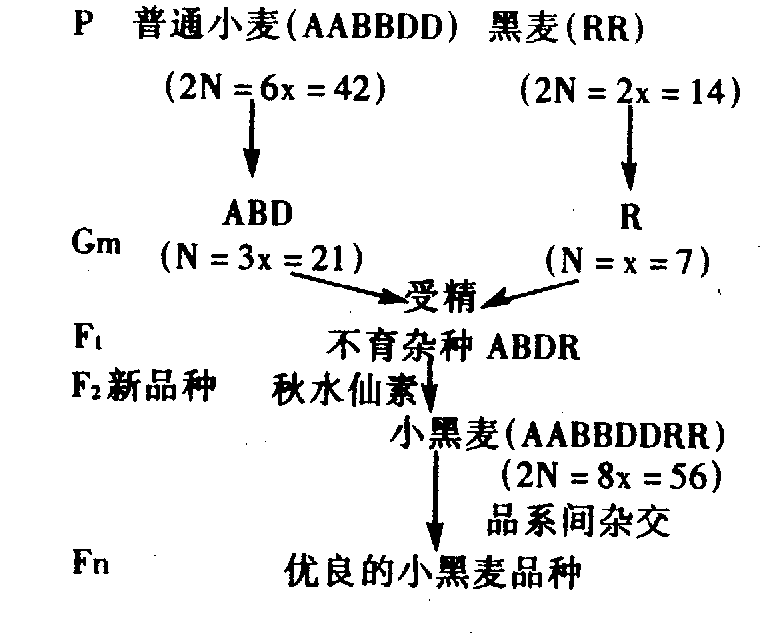 P 普通小麦(AABBDD) 黑麦(RR)
(2N=6x=42) (2N=2x=14)
ABD R
Gm (N=3x=21) (N=x=7)
受精
F₁ 不育杂种 ABDR
F₂新品种 秋水仙素
小黑麦(AABBDDRR)
(2N=8x=56)
品系间杂交
Fn 优良的小黑麦品种